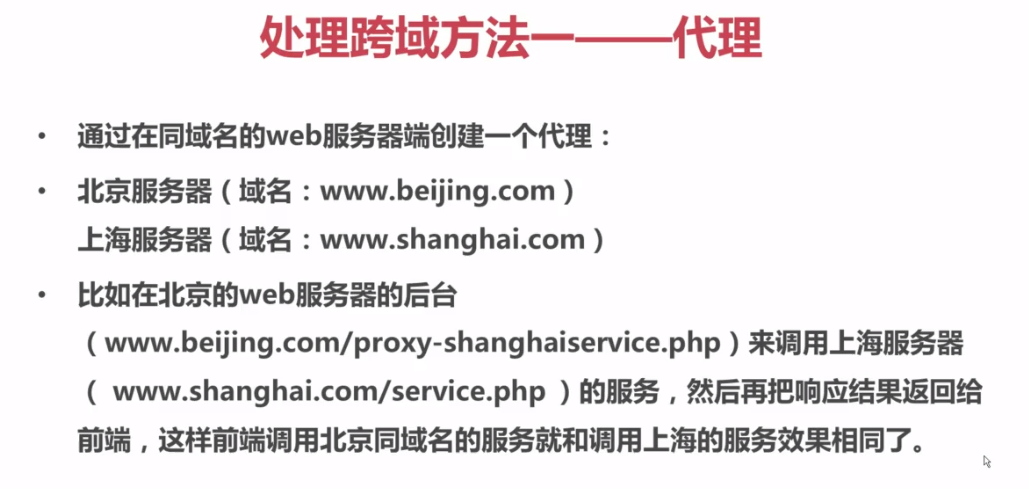 处理跨域方法一——代理
• 通过在同域名的web服务器端创建一个代理：
• 北京服务器（域名：www.beijing.com）
上海服务器（域名：www.shanghai.com）
• 比如在北京的web服务器的后台
（www.beijing.com/proxy-shanghaiservice.php）来调用上海服务器
（ www.shanghai.com/service.php ）的服务，然后再把响应结果返回给
前端，这样前端调用北京同域名的服务就和调用上海的服务效果相同了。